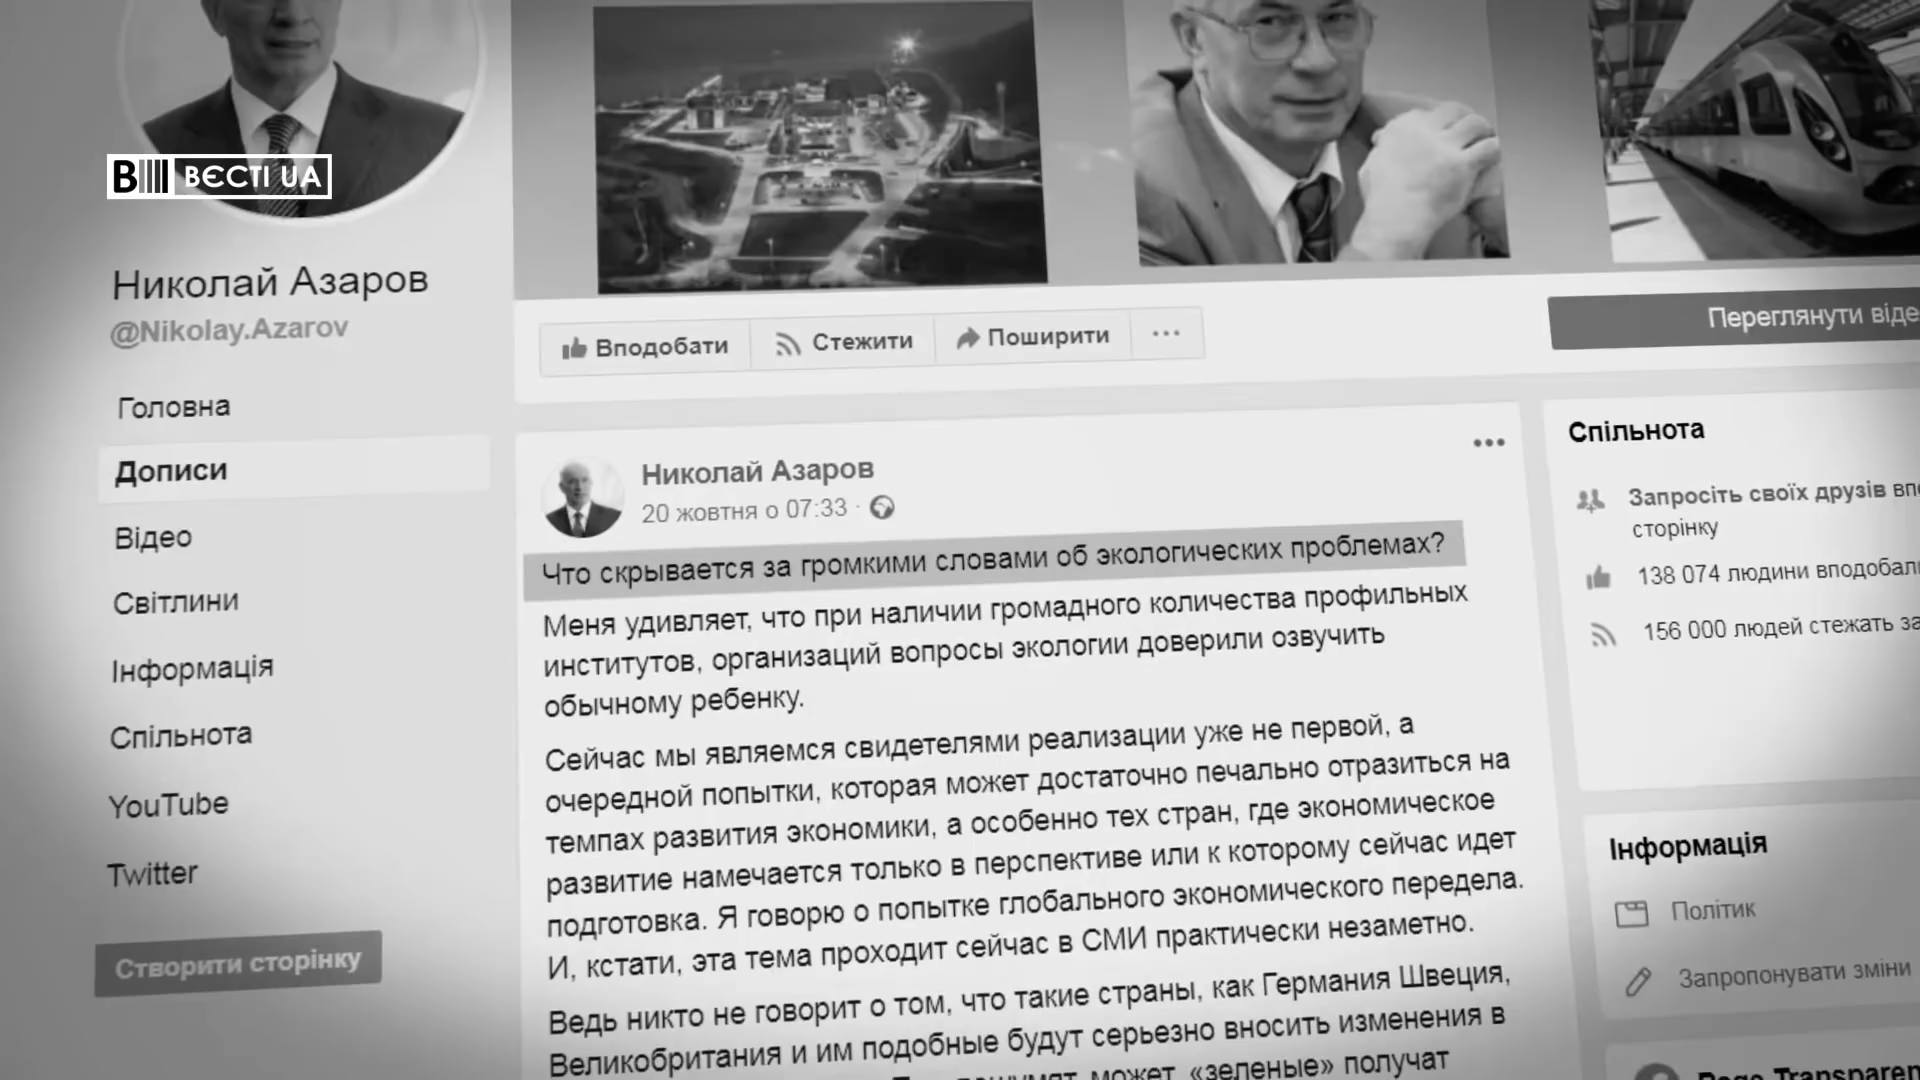 ВЄСТІ UA
Николай Азаров
@Nikolay.Azarov
Головна
Дописи
Відео
Світлини
Інформація
Спільнота
YouTube
Twitter
Створити сторінку
Вподобати
Стежити
Поширити
Переглянути
Николай Азаров
20 жовтня о 07:33
Что скрывается за громкими словами об экологических проблемах?
Меня удивляет, что при наличии громадного количества профильных
институтов, организаций вопросы экологии доверили озвучить
обычному ребенку.
Сейчас мы являемся свидетелями реализации уже не первой, а
очередной попытки, которая может достаточно печально отразиться на
темпах развития экономики, а особенно тех стран, где экономическое
развитие намечается только в перспективе или к которому сейчас идет
подготовка. Я говорю о попытке глобального экономического передела.
И, кстати, эта тема проходит сейчас в СМИ практически незаметно.
Ведь никто не говорит о том, что такие страны, как Германия Швеция,
Великобритания и им подобные будут серьезно вносить изменения в
может, «зеленые» получат
Спільнота
Запросіть своїх друзів
сторінку
138 074 людини
156 000 людей стежать
Інформація
Політик
Запропонувати зміни
Page